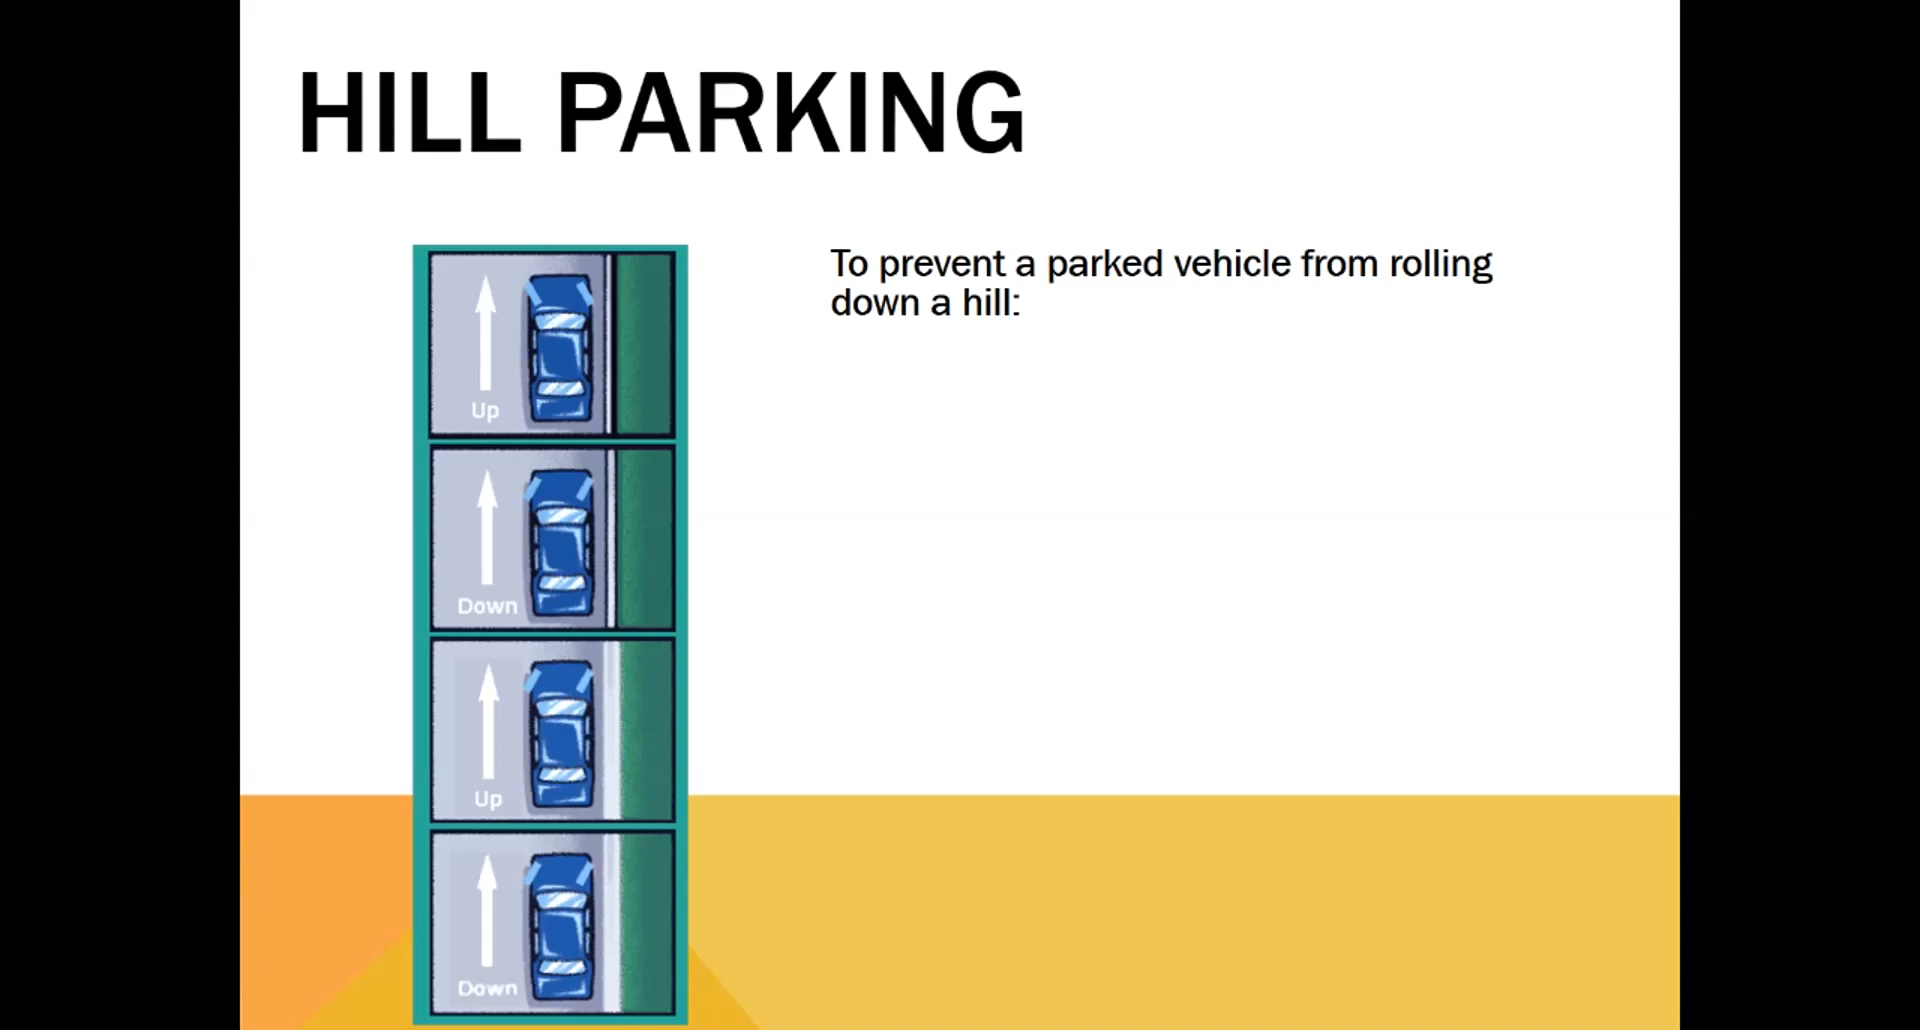 HILL PARKING
To prevent a parked vehicle from rolling
down a hill:
Up
Down
Up
Down